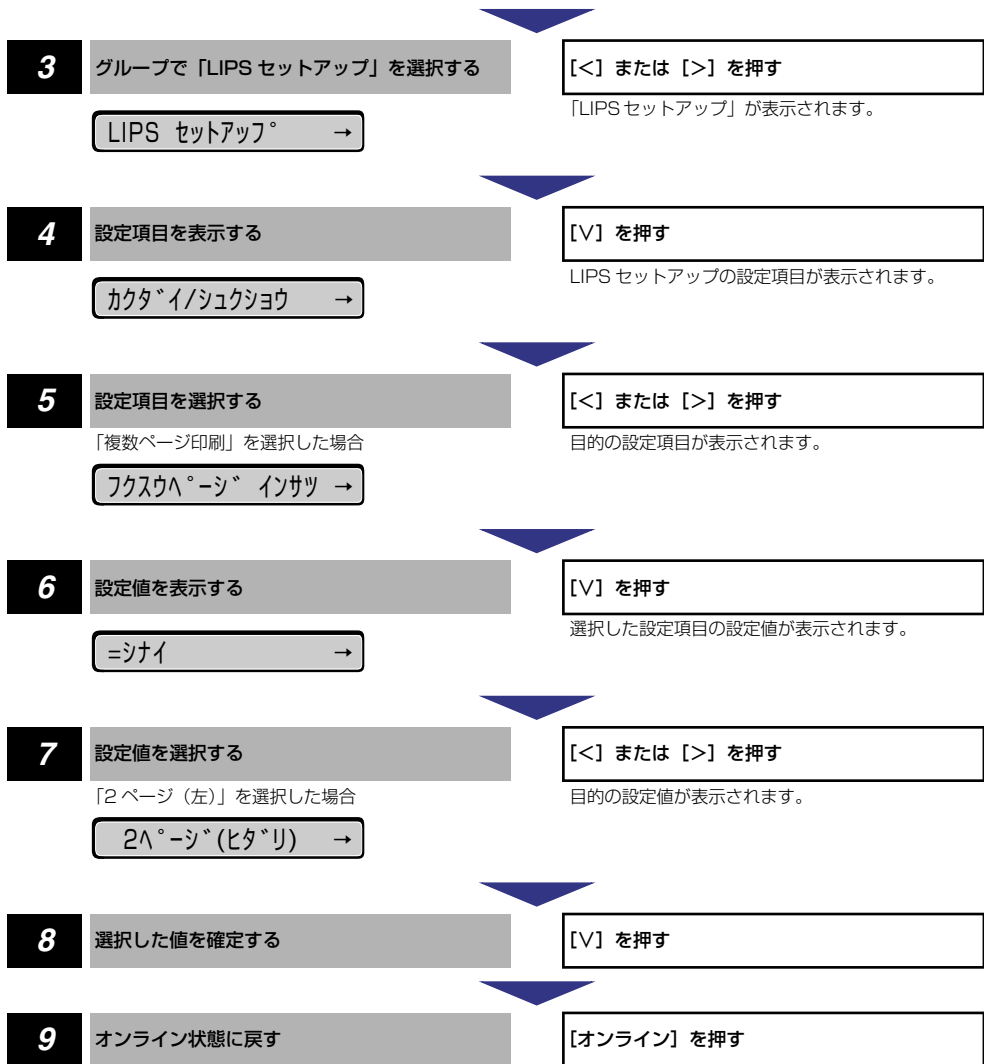 3 グループで「LIPS セットアップ」を選択する [<] または [>] を押す
「LIPS セットアップ」が表示されます。
LIPS セットアップ →
4 設定項目を表示する [∨] を押す
LIPS セットアップの設定項目が表示されます。
カクダイ/シュクショウ →
5 設定項目を選択する [<] または [>] を押す
「複数ページ印刷」を選択した場合 目的の設定項目が表示されます。
フクスウページ インサツ →
6 設定値を表示する [∨] を押す
選択した設定項目の設定値が表示されます。
=シナイ →
7 設定値を選択する [<] または [>] を押す
「2 ページ（左）」を選択した場合 目的の設定値が表示されます。
2ページ(ヒダリ) →
8 選択した値を確定する [∨] を押す
9 オンライン状態に戻す [オンライン] を押す